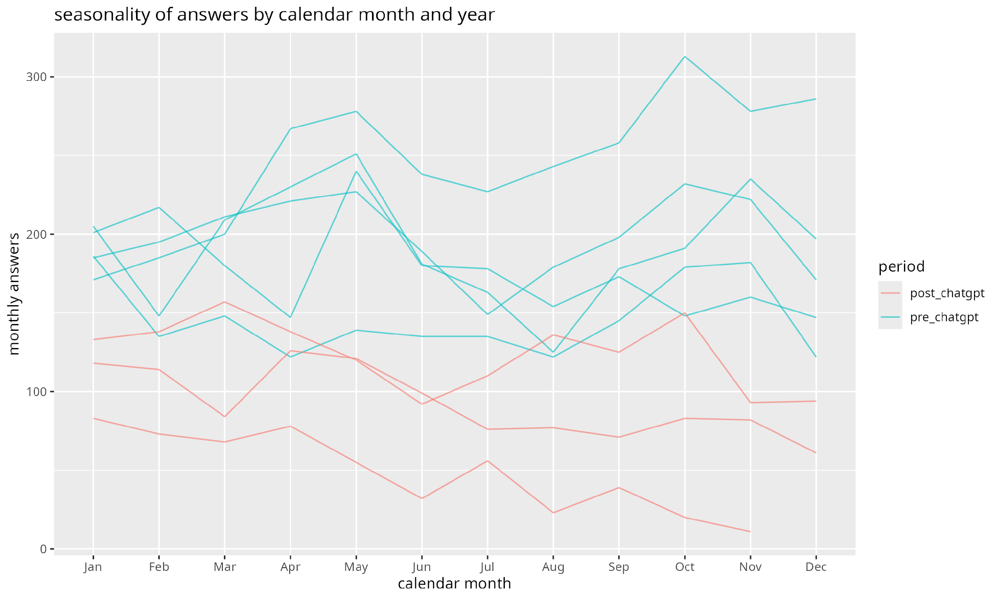 seasonality of answers by calendar month and year
monthly answers
300
200
100
0
Jan Feb Mar Apr May Jun Jul Aug Sep Oct Nov Dec
calendar month
period
post_chatgpt
pre_chatgpt